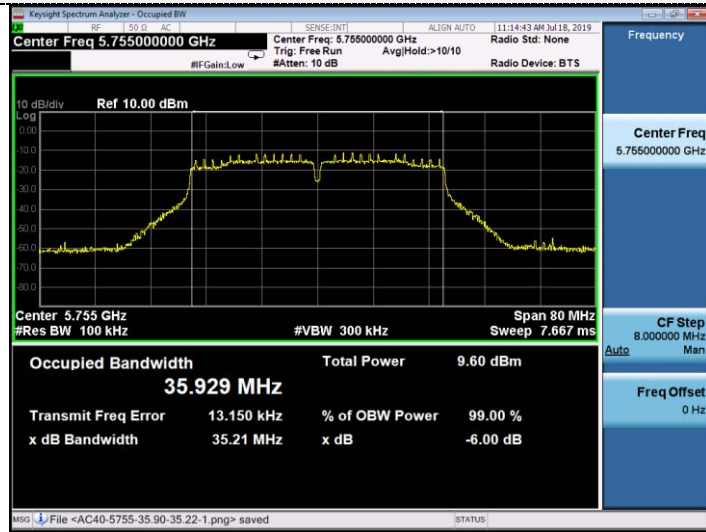 Keysight Spectrum Analyzer - Occupied BW
RF 50 Ω AC SENSE:INT ALIGN AUTO 11:14:43 AM Jul 18, 2019
Center Freq 5.755000000 GHz
Center Freq: 5.755000000 GHz
Radio Std: None
Trig: Free Run Avg|Hold:>10/10
#IFGain:Low
#Atten: 10 dB
Radio Device: BTS
Frequency
10 dB/div Ref 10.00 dBm
Log
0.00
-10.0
-20.0
-30.0
-40.0
-50.0
-60.0
-80.0
Center 5.755 GHz
Span 80 MHz
#Res BW 100 kHz
#VBW 300 kHz
Sweep 7.667 ms
Center Freq
5.755000000 GHz
CF Step
8.000000 MHz
Auto Man
Freq Offset
0 Hz
Occupied Bandwidth
Total Power 9.60 dBm
35.929 MHz
Transmit Freq Error 13.150 kHz
% of OBW Power 99.00 %
x dB Bandwidth 35.21 MHz
x dB -6.00 dB
MSG File <AC40-5755-35.90-35.22-1.png> saved STATUS